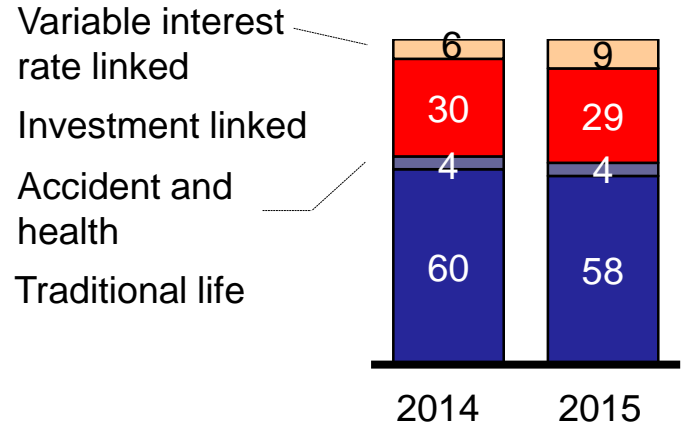 Variable interest
rate linked
Investment linked
Accident and
health
Traditional life
6
30
4
60
9
29
4
58
2014
2015